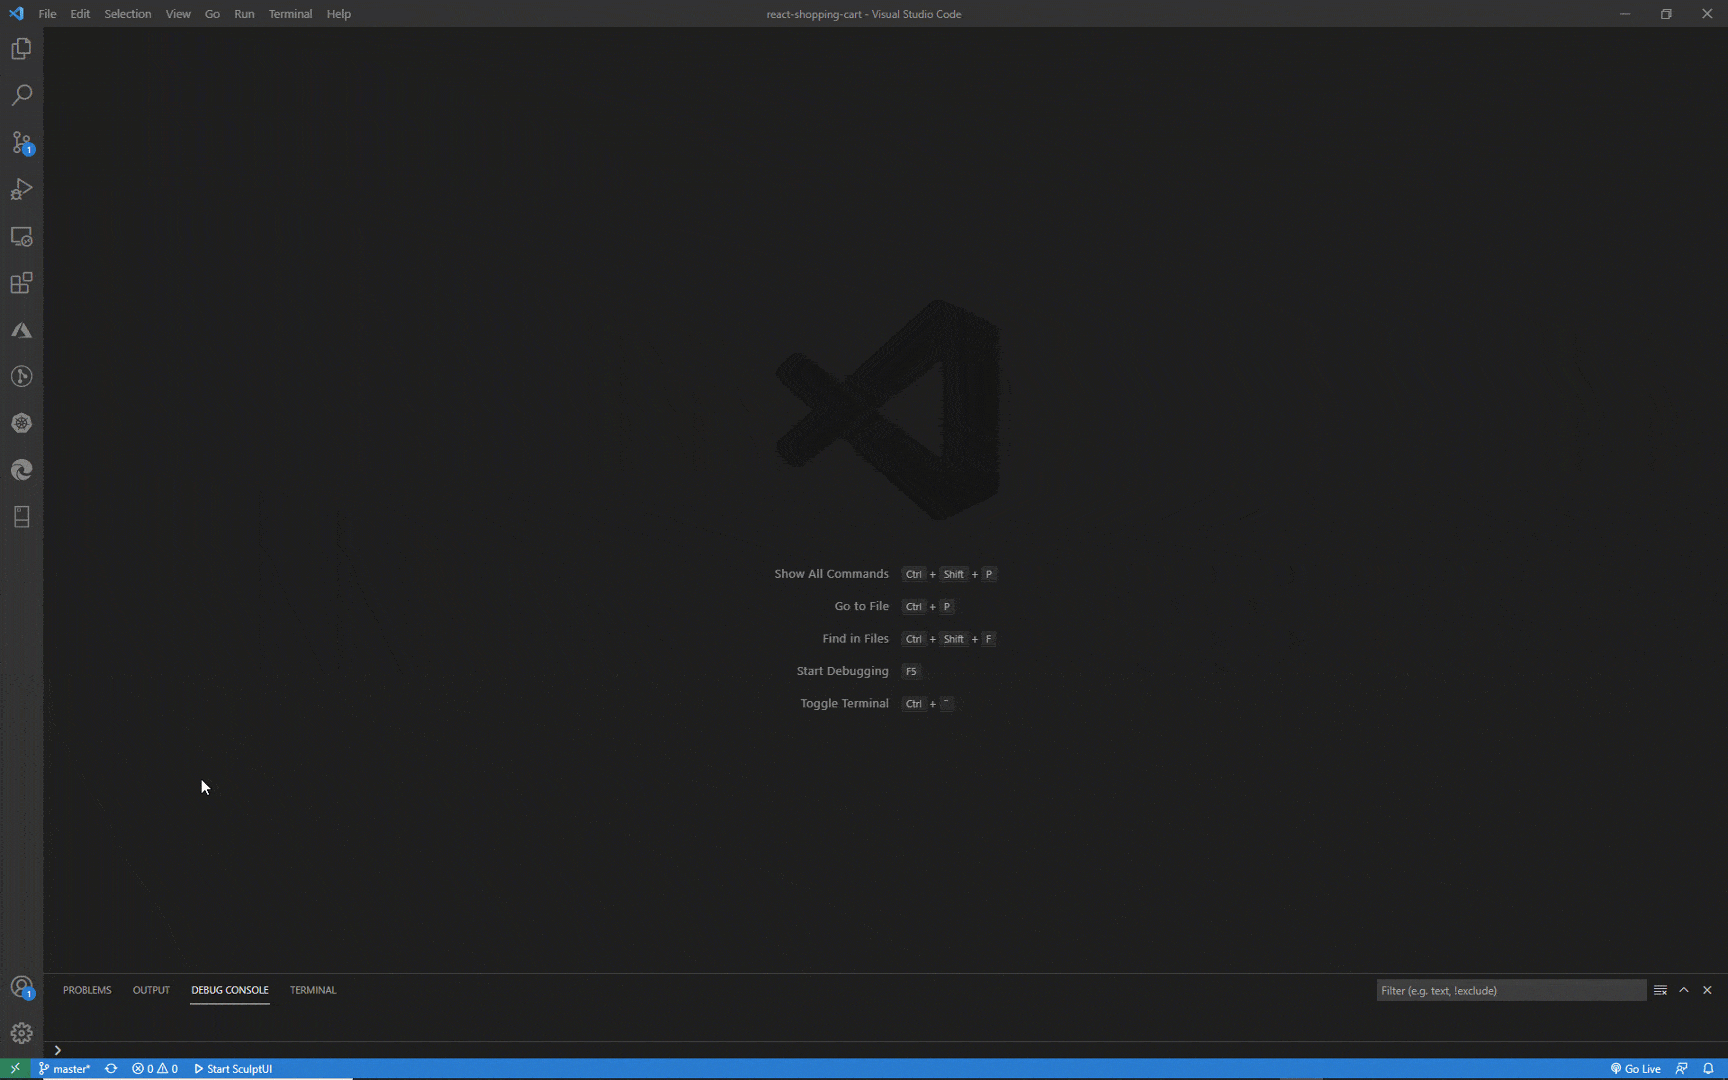 File Edit Selection View Go Run Terminal Help
react-shopping-cart - Visual Studio Code
1
Show All Commands Ctrl + Shift + P
Go to File Ctrl + P
Find in Files Ctrl + Shift + F
Start Debugging F5
Toggle Terminal Ctrl + ¨
1
PROBLEMS OUTPUT DEBUG CONSOLE TERMINAL
Filter (e.g. text, !exclude)
master* 0 0 Start SculptUI
Go Live